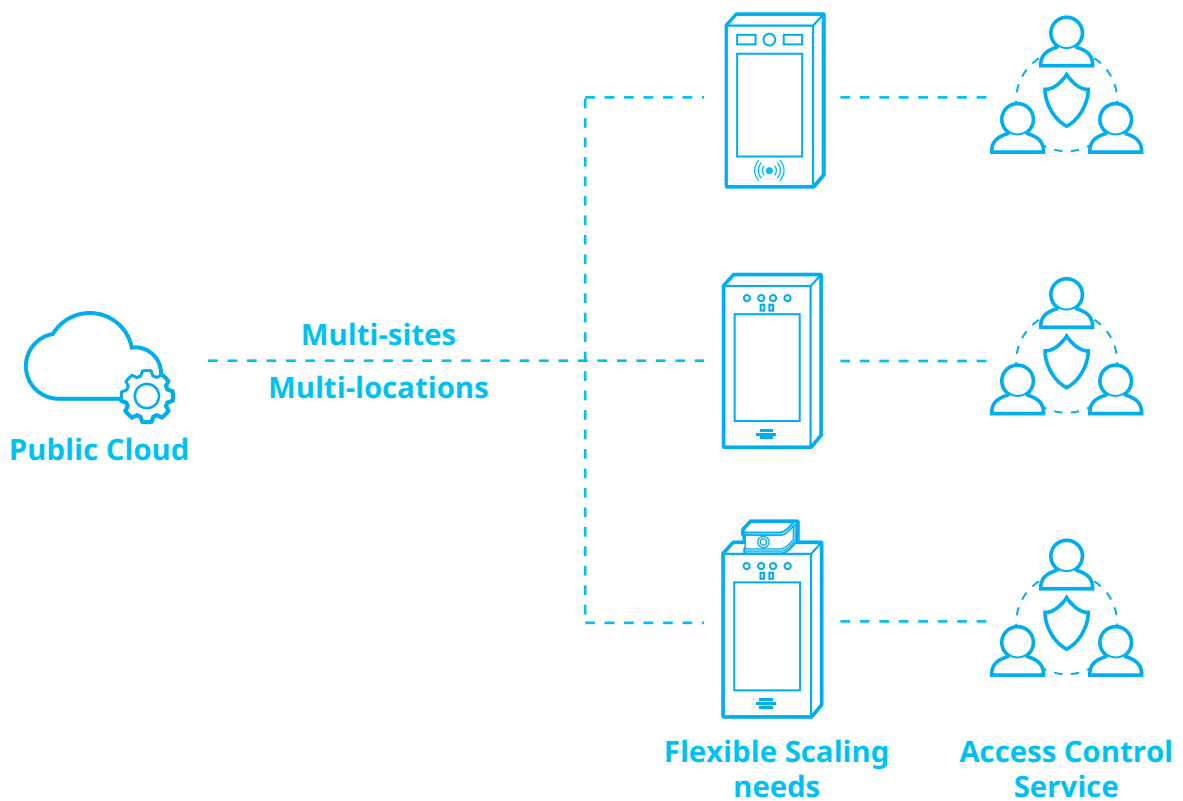 Multi-sites
Multi-locations
Public Cloud
Flexible Scaling
needs
Access Control
Service